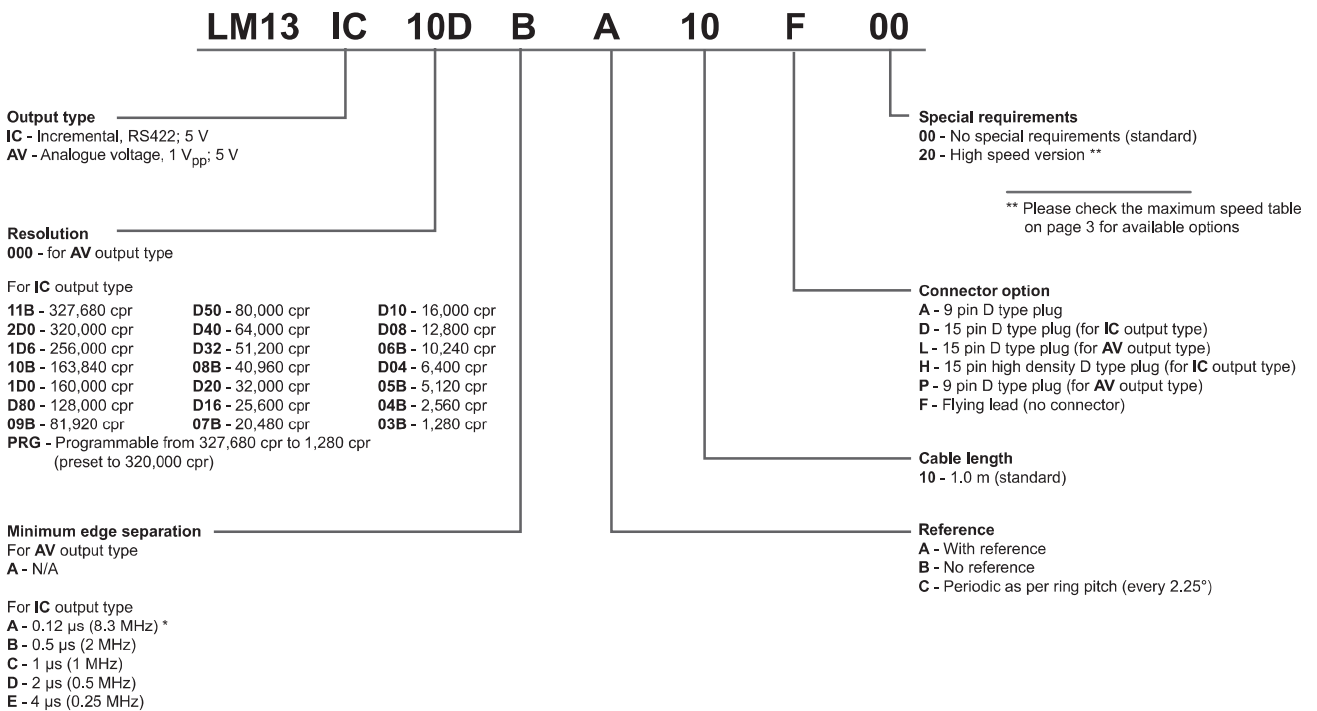 LM13 IC 10D B A 10 F 00
Output type
IC - Incremental, RS422; 5 V
AV - Analogue voltage, 1 Vpp; 5 V
Resolution
000 - for AV output type
For IC output type
11B - 327,680 cpr D50 - 80,000 cpr D10 - 16,000 cpr
2D0 - 320,000 cpr D40 - 64,000 cpr D08 - 12,800 cpr
1D6 - 256,000 cpr D32 - 51,200 cpr 06B - 10,240 cpr
10B - 163,840 cpr 08B - 40,960 cpr D04 - 6,400 cpr
1D0 - 160,000 cpr D20 - 32,000 cpr 05B - 5,120 cpr
D80 - 128,000 cpr D16 - 25,600 cpr 04B - 2,560 cpr
09B - 81,920 cpr 07B - 20,480 cpr 03B - 1,280 cpr
PRG - Programmable from 327,680 cpr to 1,280 cpr
(preset to 320,000 cpr)
Minimum edge separation
For AV output type
A - N/A
For IC output type
A - 0.12 µs (8.3 MHz) *
B - 0.5 µs (2 MHz)
C - 1 µs (1 MHz)
D - 2 µs (0.5 MHz)
E - 4 µs (0.25 MHz)
Special requirements
00 - No special requirements (standard)
20 - High speed version **
** Please check the maximum speed table
on page 3 for available options
Connector option
A - 9 pin D type plug
D - 15 pin D type plug (for IC output type)
L - 15 pin D type plug (for AV output type)
H - 15 pin high density D type plug (for IC output type)
P - 9 pin D type plug (for AV output type)
F - Flying lead (no connector)
Cable length
10 - 1.0 m (standard)
Reference
A - With reference
B - No reference
C - Periodic as per ring pitch (every 2.25°)